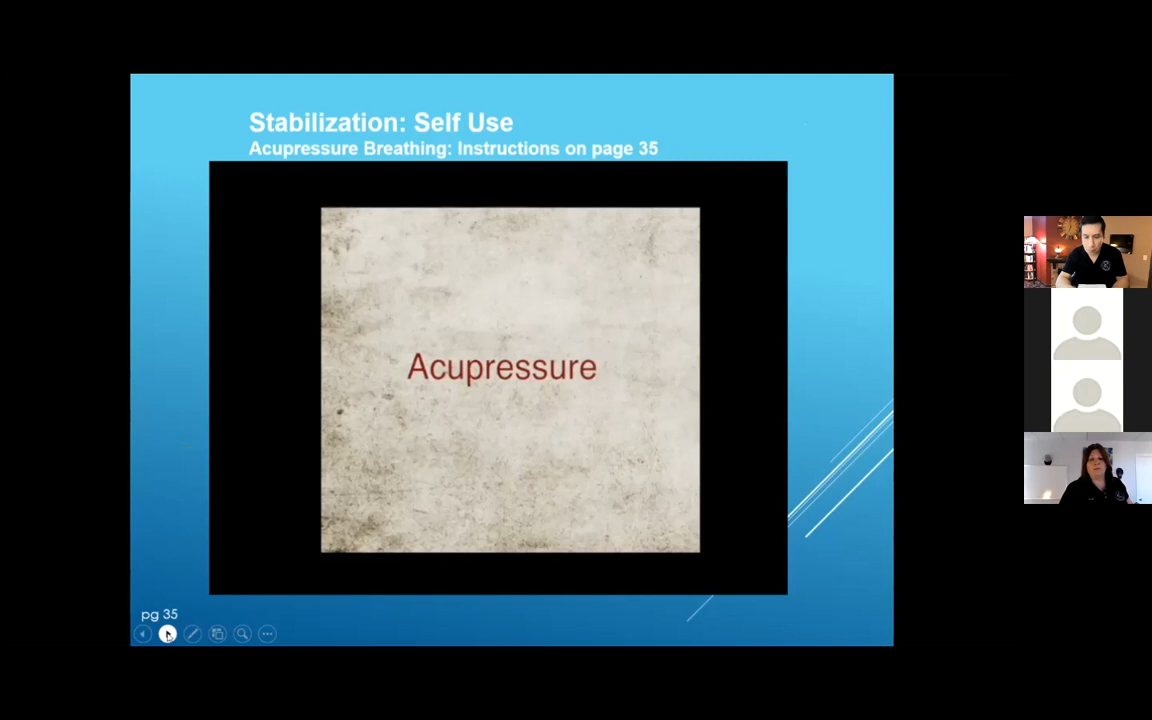 Stabilization: Self Use
Acupressure Breathing: Instructions on page 35
Acupressure
pg 35